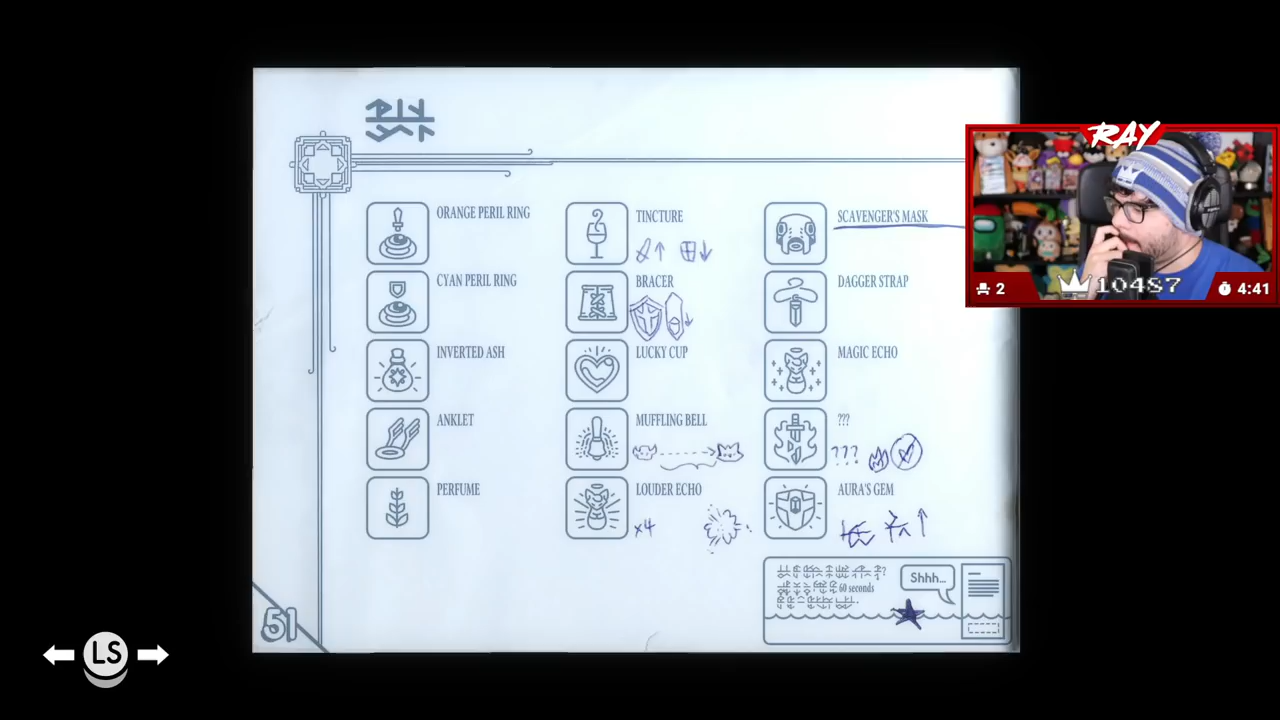 RAY
ORANGE PERIL RING
TINCTURE
SCAVENGER'S MASK
CYAN PERIL RING
BRACER
DAGGER STRAP
2
10487
4:41
INVERTED ASH
LUCKY CUP
MAGIC ECHO
ANKLET
MUFFLING BELL
???
???
PERFUME
LOUDER ECHO
x4
AURA'S GEM
?
60 seconds
Shhh...
51
LS